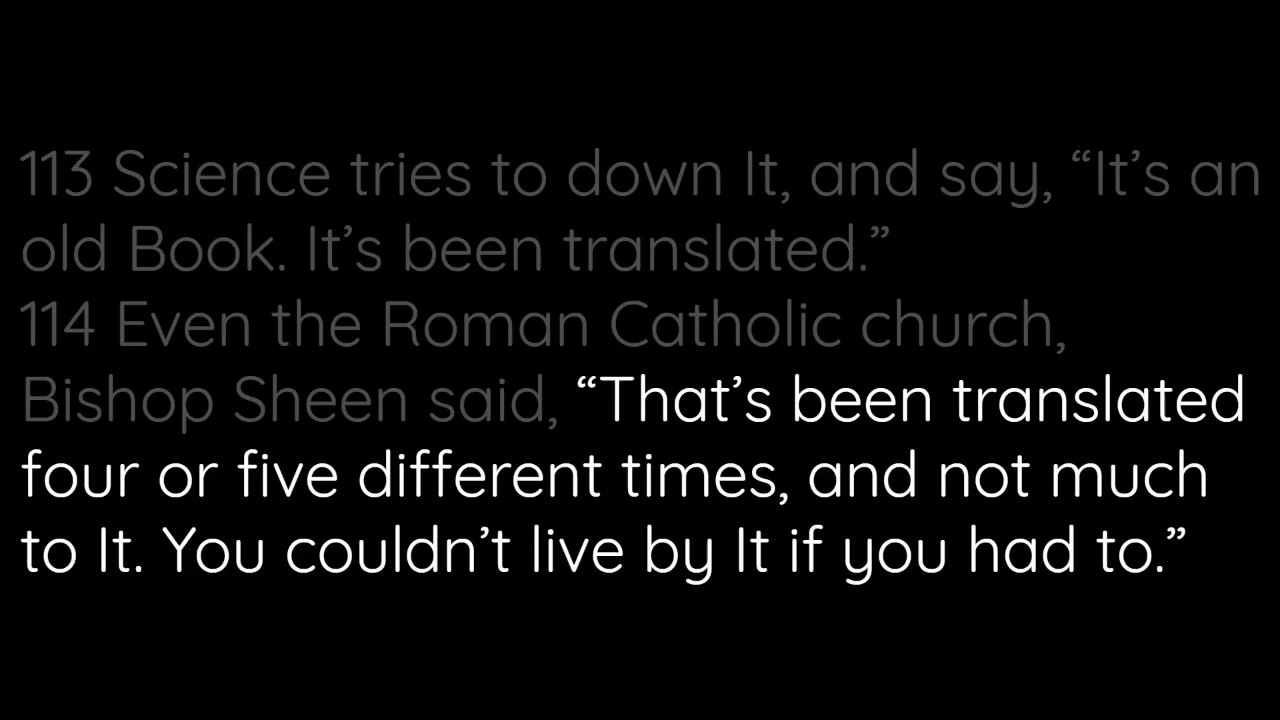 113 Science tries to down It, and say, “It’s an
old Book. It’s been translated.”
114 Even the Roman Catholic church,
Bishop Sheen said, “That’s been translated
four or five different times, and not much
to It. You couldn’t live by It if you had to.”